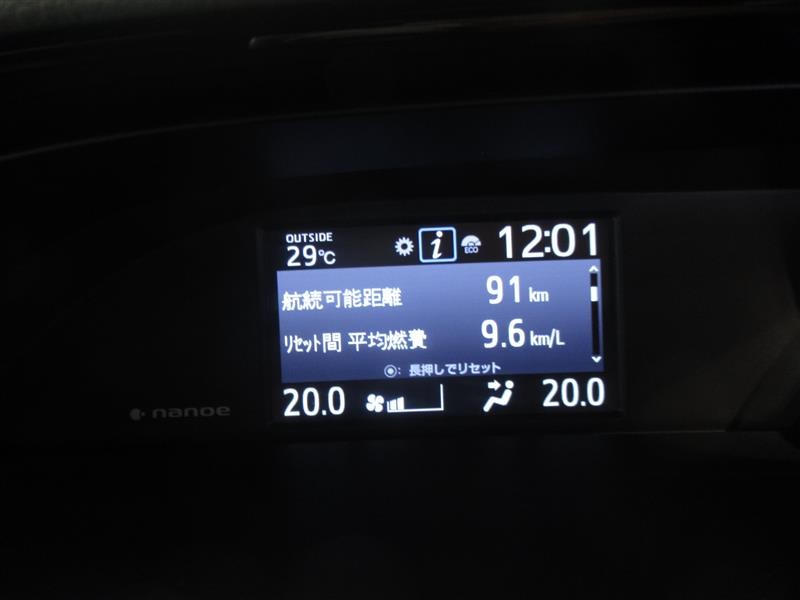 OUTSIDE
29℃
i
ECO
12:01
航続可能距離 91 km
リセット間 平均燃費 9.6 km/L
◉: 長押しでリセット
20.0
20.0
nanoe